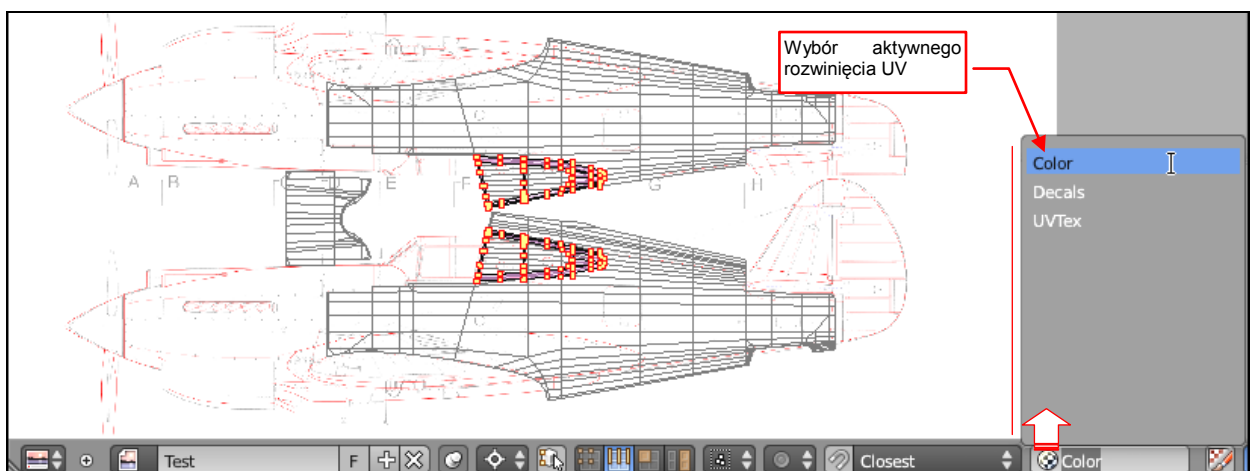 Wybór aktywnego
rozwinięcia UV
Color
Decals
UVTex
A B E F G H
Test F Closest Color